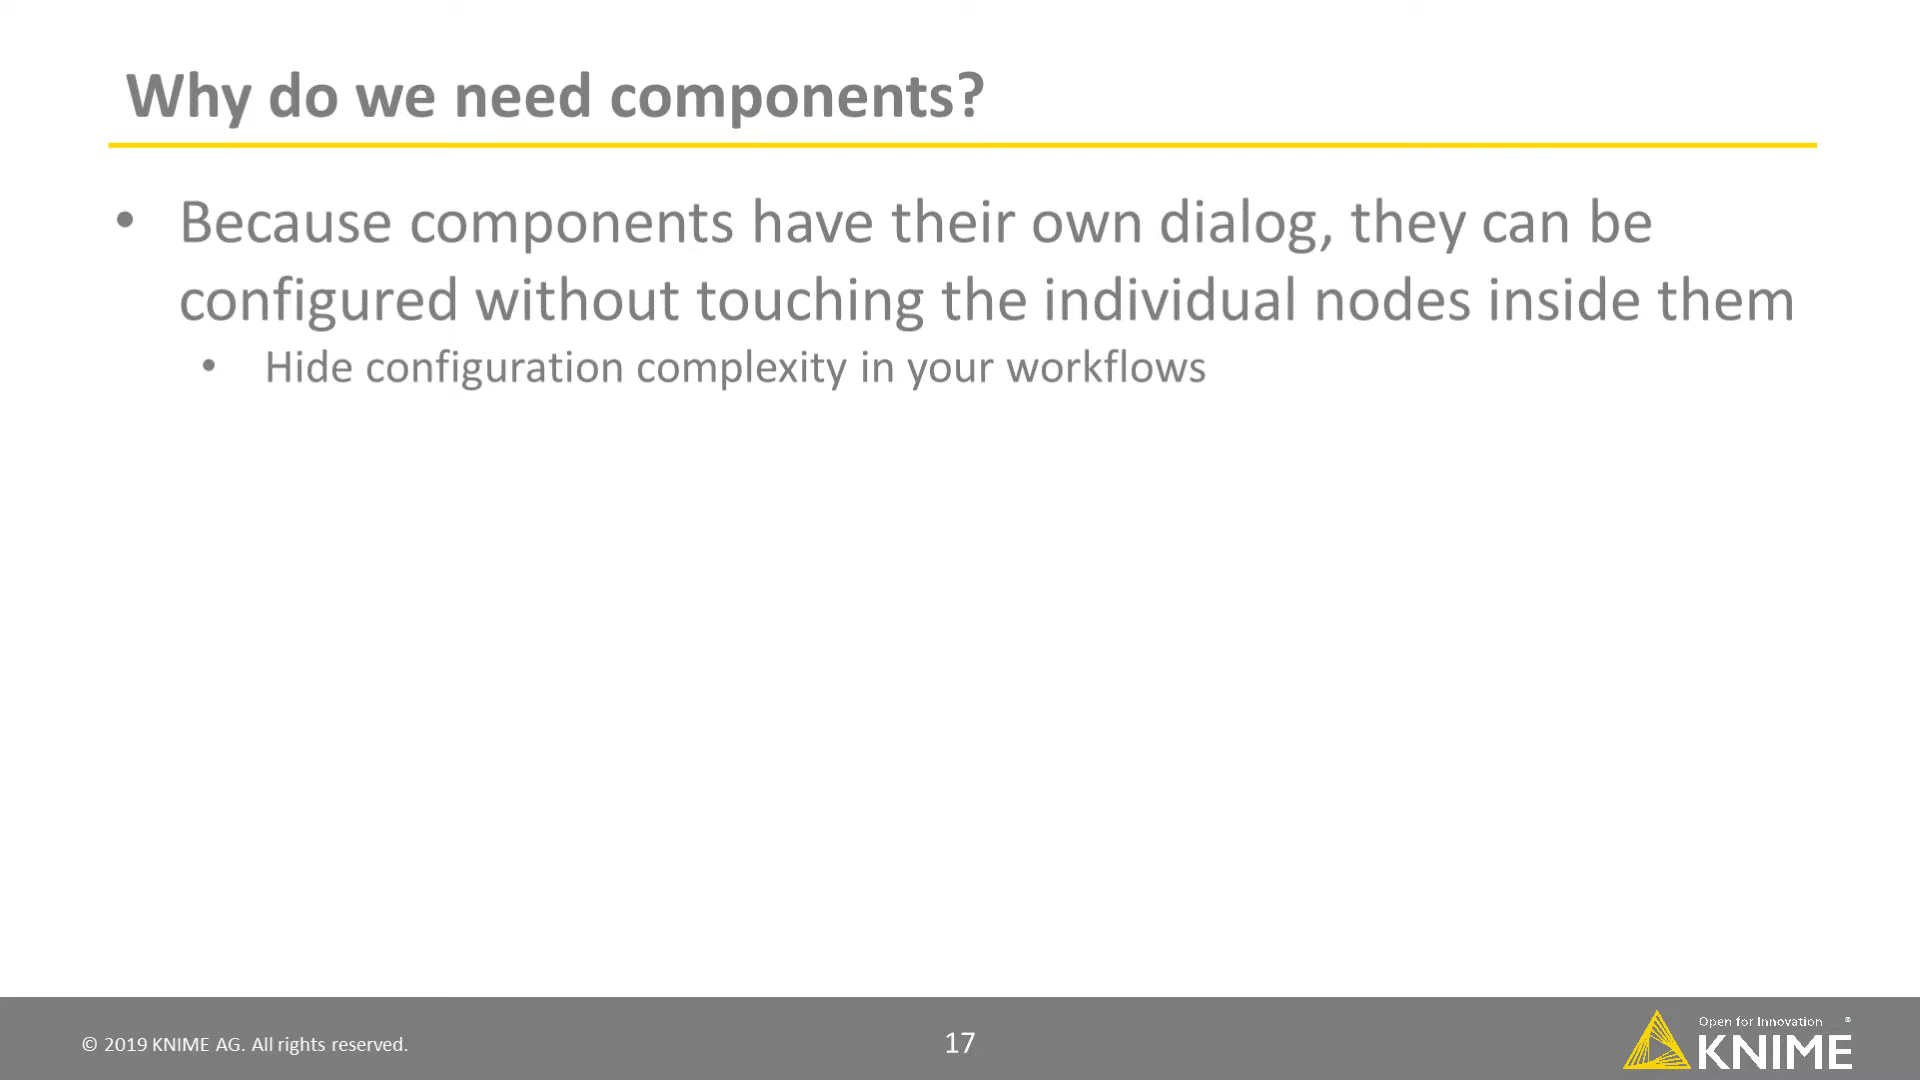 Why do we need components?
• Because components have their own dialog, they can be
configured without touching the individual nodes inside them
• Hide configuration complexity in your workflows
© 2019 KNIME AG. All rights reserved.
17
Open for Innovation ®
KNIME